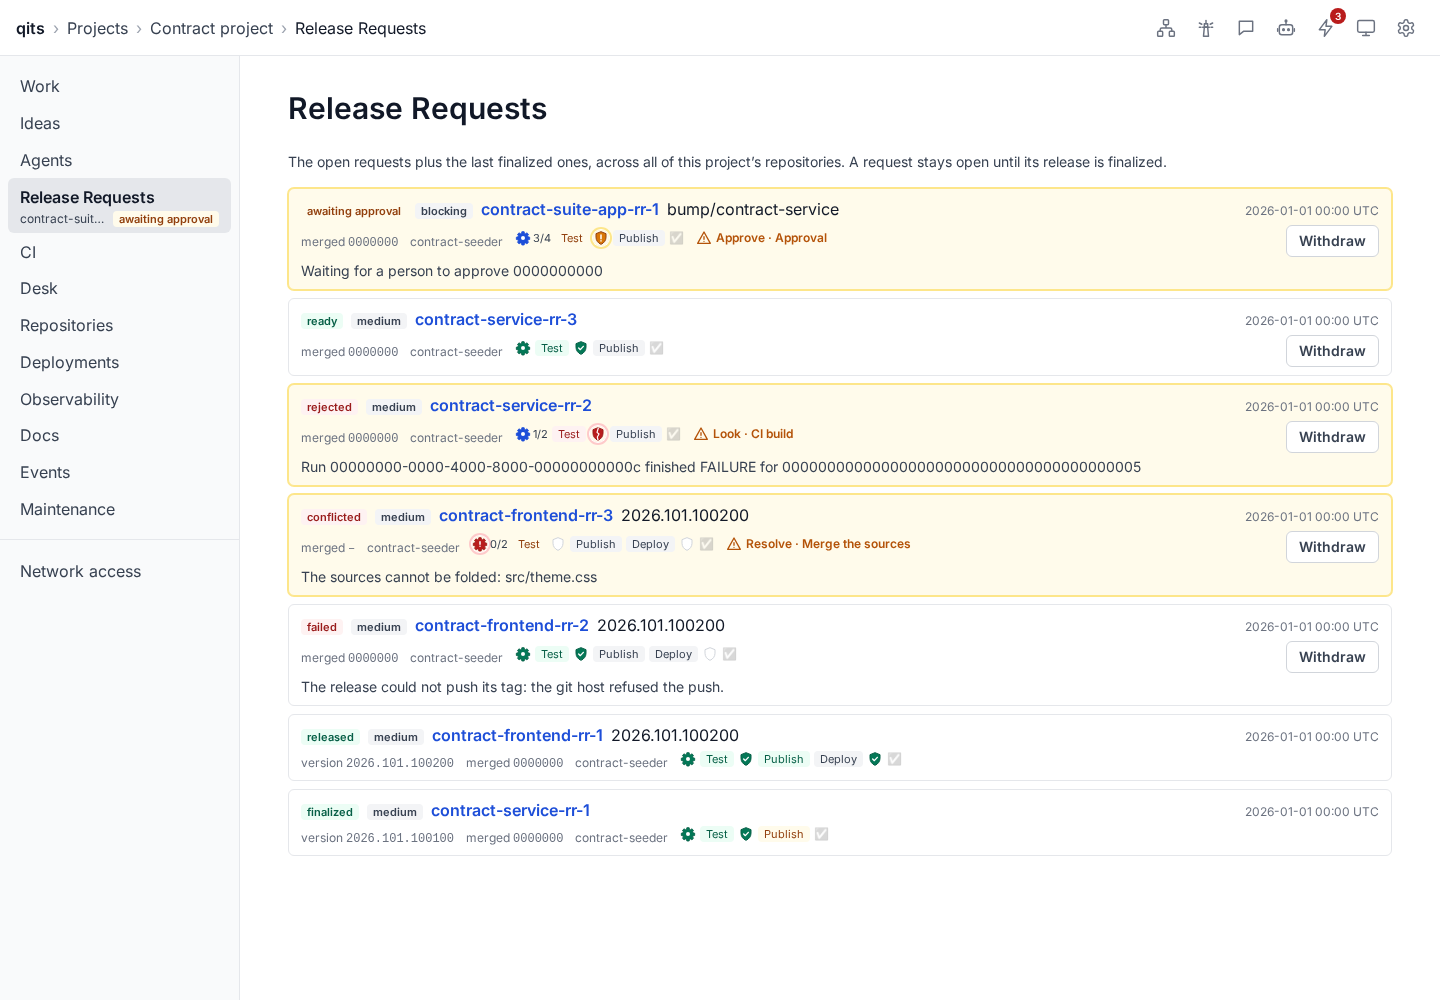 qits › Projects › Contract project › Release Requests
3
Work
Ideas
Agents
Release Requests
contract-suit… awaiting approval
CI
Desk
Repositories
Deployments
Observability
Docs
Events
Maintenance
Network access
Release Requests
The open requests plus the last finalized ones, across all of this project’s repositories. A request stays open until its release is finalized.
awaiting approval blocking contract-suite-app-rr-1 bump/contract-service 2026-01-01 00:00 UTC
merged 0000000 contract-seeder 3/4 Test Publish Approve · Approval Withdraw
Waiting for a person to approve 0000000000
ready medium contract-service-rr-3 2026-01-01 00:00 UTC
merged 0000000 contract-seeder Test Publish Withdraw
rejected medium contract-service-rr-2 2026-01-01 00:00 UTC
merged 0000000 contract-seeder 1/2 Test Publish Look · CI build Withdraw
Run 00000000-0000-4000-8000-00000000000c finished FAILURE for 0000000000000000000000000000000000000005
conflicted medium contract-frontend-rr-3 2026.101.100200 2026-01-01 00:00 UTC
merged – contract-seeder 0/2 Test Publish Deploy Resolve · Merge the sources Withdraw
The sources cannot be folded: src/theme.css
failed medium contract-frontend-rr-2 2026.101.100200 2026-01-01 00:00 UTC
merged 0000000 contract-seeder Test Publish Deploy Withdraw
The release could not push its tag: the git host refused the push.
released medium contract-frontend-rr-1 2026.101.100200 2026-01-01 00:00 UTC
version 2026.101.100200 merged 0000000 contract-seeder Test Publish Deploy
finalized medium contract-service-rr-1 2026-01-01 00:00 UTC
version 2026.101.100100 merged 0000000 contract-seeder Test Publish